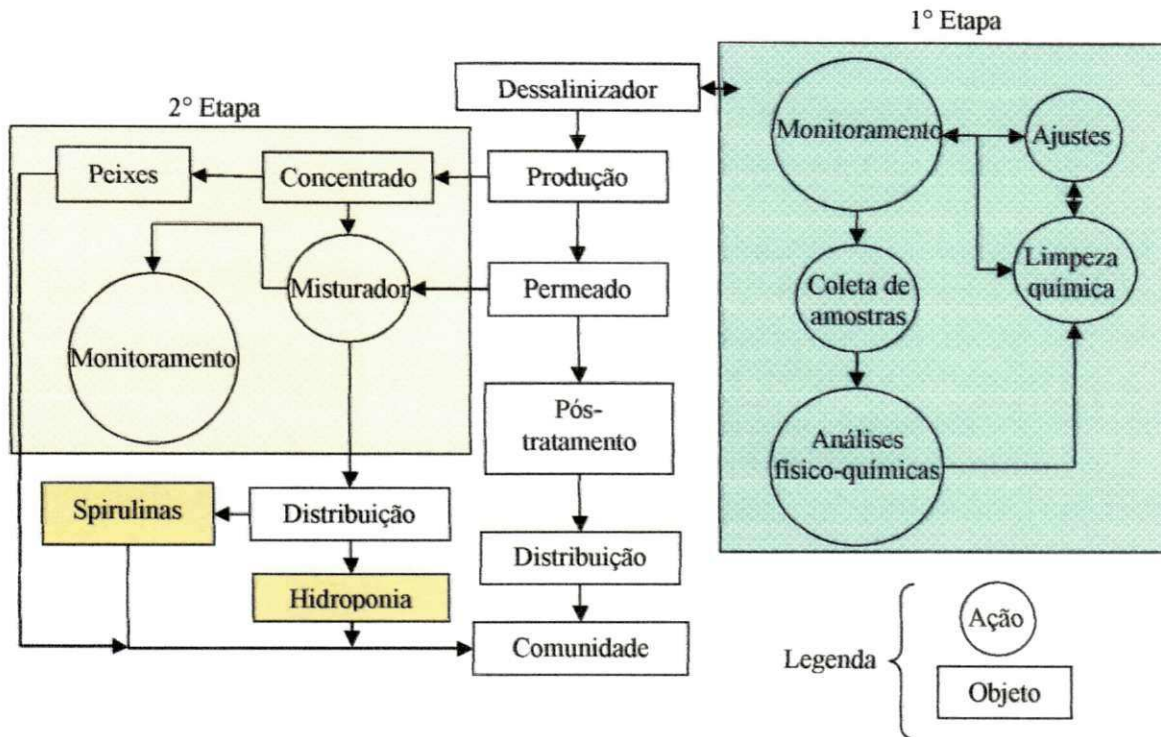 1° Etapa
Dessalinizador
Monitoramento
Ajustes
Limpeza
química
Coleta de
amostras
Análises
físico-químicas
2° Etapa
Peixes
Concentrado
Produção
Misturador
Permeado
Monitoramento
Pós-
tratamento
Spirulinas
Distribuição
Distribuição
Hidroponia
Comunidade
Legenda
Ação
Objeto